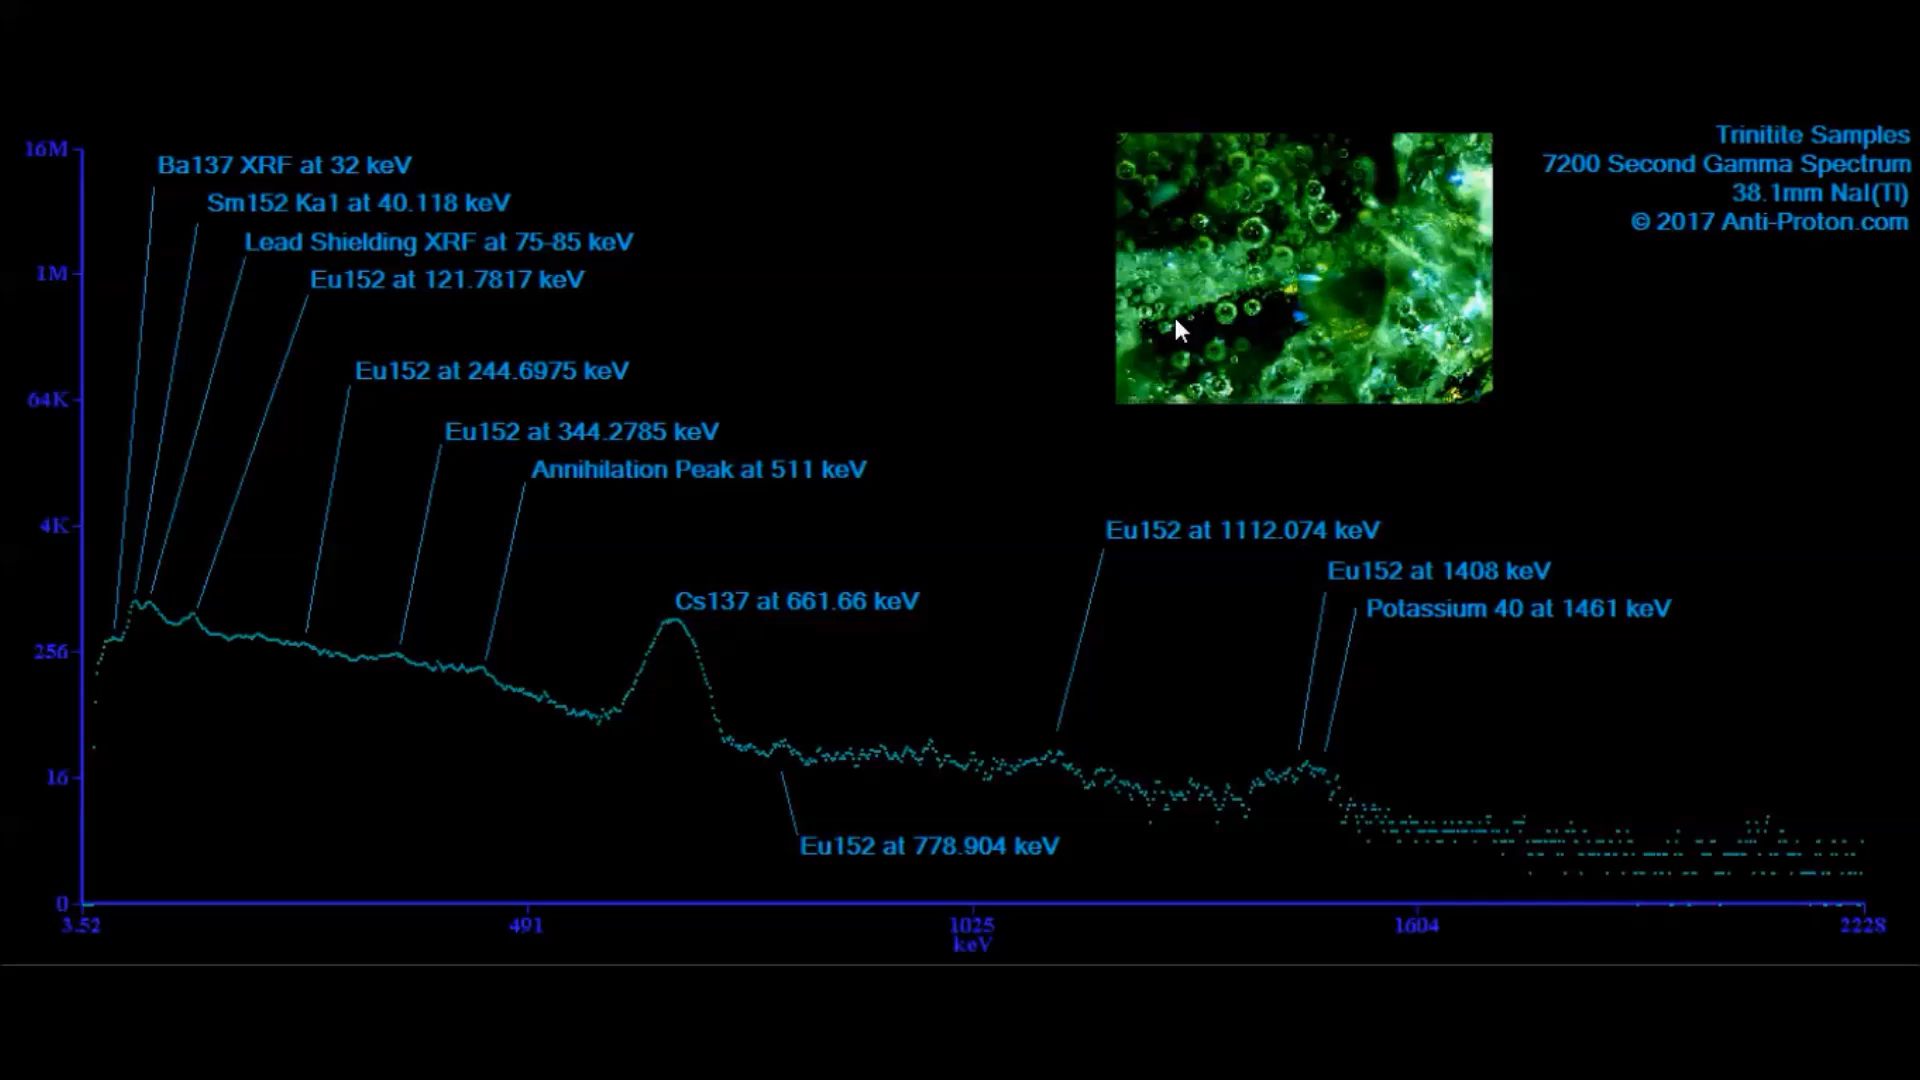 Trinitite Samples
7200 Second Gamma Spectrum
38.1mm NaI(Tl)
© 2017 Anti-Proton.com
16M
1M
64K
4K
256
16
0
Ba137 XRF at 32 keV
Sm152 Ka1 at 40.118 keV
Lead Shielding XRF at 75-85 keV
Eu152 at 121.7817 keV
Eu152 at 244.6975 keV
Eu152 at 344.2785 keV
Annihilation Peak at 511 keV
Cs137 at 661.66 keV
Eu152 at 778.904 keV
Eu152 at 1112.074 keV
Eu152 at 1408 keV
Potassium 40 at 1461 keV
3.52
491
1025
1604
2228
keV